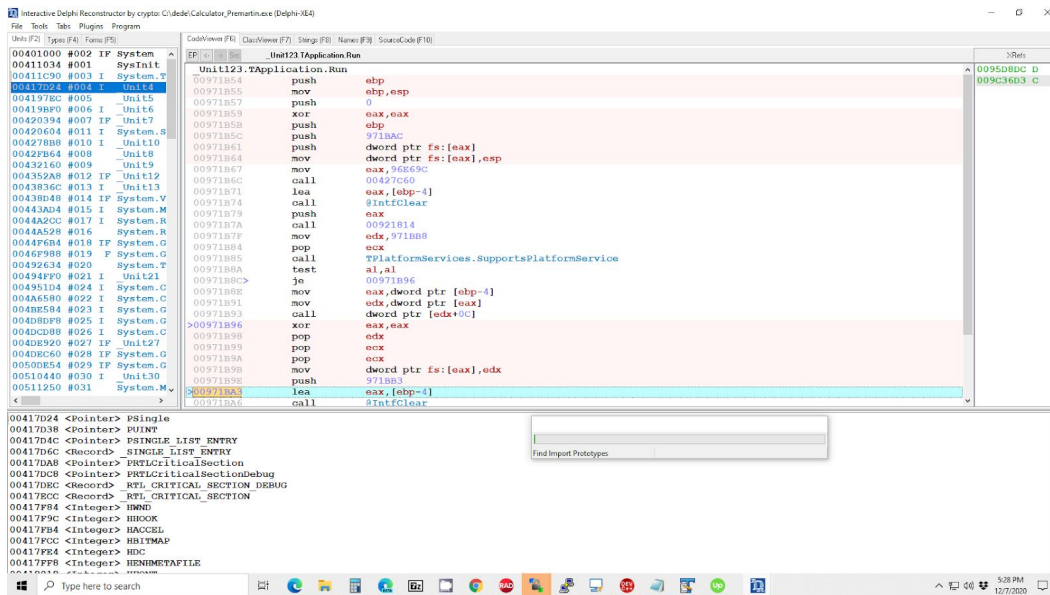 Interactive Delphi Reconstructor by crypto: C:\dede\Calculator_Premartin.exe (Delphi-XE4)
File Tools Tabs Plugins Program
Units (F2) Types (F4) Forms (F5)
CodeViewer (F6) ClassViewer (F7) Strings (F8) Names (F9) SourceCode (F10)
EP <- -> Src _Unit123.TApplication.Run XRefs
00401000 #002 IF System
00411034 #001 SysInit
00411C90 #003 I System.T
00417D24 #004 I _Unit4
004197EC #005 _Unit5
00419BF0 #006 I _Unit6
00420394 #007 IF _Unit7
00420604 #011 I System.S
004278B8 #010 I _Unit10
0042FB64 #008 _Unit8
00432160 #009 _Unit9
004352A8 #012 IF _Unit12
0043836C #013 I _Unit13
00438D48 #014 IF System.V
00443AD4 #015 I System.M
0044A2CC #017 I System.R
0044A528 #016 System.R
0044F6B4 #018 IF System.G
0046F988 #019 F System.G
00492634 #020 System.T
00494FF0 #021 I _Unit21
004951D4 #024 I System.C
004A6580 #022 I System.C
004BE584 #023 I System.G
004D8DF8 #025 I System.G
004DCD88 #026 I System.C
004DE920 #027 IF _Unit27
004DEC60 #028 IF System.G
0050DE54 #029 IF System.G
00510440 #030 I _Unit30
00511250 #031 System.M
_Unit123.TApplication.Run
00971B54 push ebp
00971B55 mov ebp,esp
00971B57 push 0
00971B59 xor eax,eax
00971B5B push ebp
00971B5C push 971BAC
00971B61 push dword ptr fs:[eax]
00971B64 mov dword ptr fs:[eax],esp
00971B67 mov eax,96E69C
00971B6C call 00427C60
00971B71 lea eax,[ebp-4]
00971B74 call @IntfClear
00971B79 push eax
00971B7A call 00921814
00971B7F mov edx,971BB8
00971B84 pop ecx
00971B85 call TPlatformServices.SupportsPlatformService
00971B8A test al,al
00971B8C> je 00971B96
00971B8E mov eax,dword ptr [ebp-4]
00971B91 mov edx,dword ptr [eax]
00971B93 call dword ptr [edx+0C]
>00971B96 xor eax,eax
00971B98 pop edx
00971B99 pop ecx
00971B9A pop ecx
00971B9B mov dword ptr fs:[eax],edx
00971B9E push 971BB3
>00971BA3 lea eax,[ebp-4]
00971BA6 call @IntfClear
0095D8DC D
009C36D3 C
00417D24 <Pointer> PSingle
00417D38 <Pointer> PUINT
00417D4C <Pointer> PSINGLE_LIST_ENTRY
00417D6C <Record> _SINGLE_LIST_ENTRY
00417DA8 <Pointer> PRTLCriticalSection
00417DC8 <Pointer> PRTLCriticalSectionDebug
00417DEC <Record> _RTL_CRITICAL_SECTION_DEBUG
00417ECC <Record> _RTL_CRITICAL_SECTION
00417F84 <Integer> HWND
00417F9C <Integer> HHOOK
00417FB4 <Integer> HACCEL
00417FCC <Integer> HBITMAP
00417FE4 <Integer> HDC
00417FF8 <Integer> HENHMETAFILE
Find Import Prototypes
Type here to search
RAD
DEV
Up
5:28 PM
12/7/2020